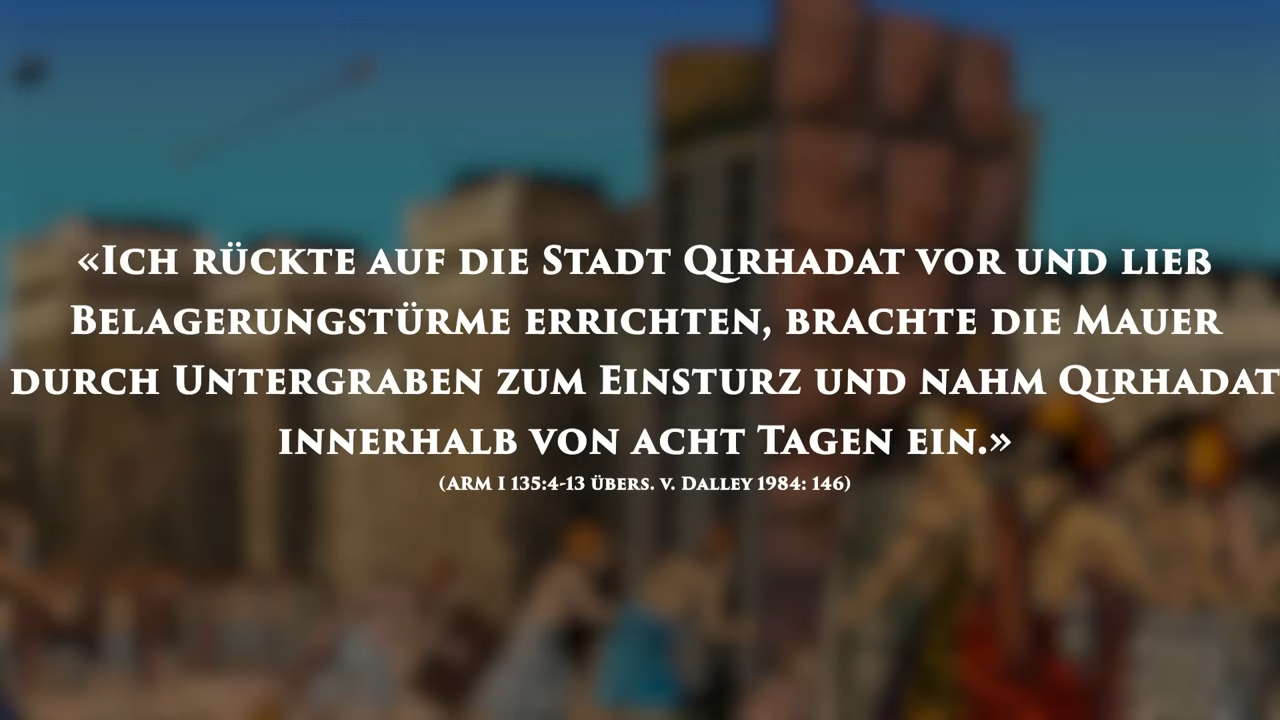 «Ich rückte auf die Stadt Qirhadat vor und ließ
Belagerungstürme errichten, brachte die Mauer
durch Untergraben zum Einsturz und nahm Qirhadat
innerhalb von acht Tagen ein.»
(ARM I 135:4-13 übers. v. Dalley 1984: 146)